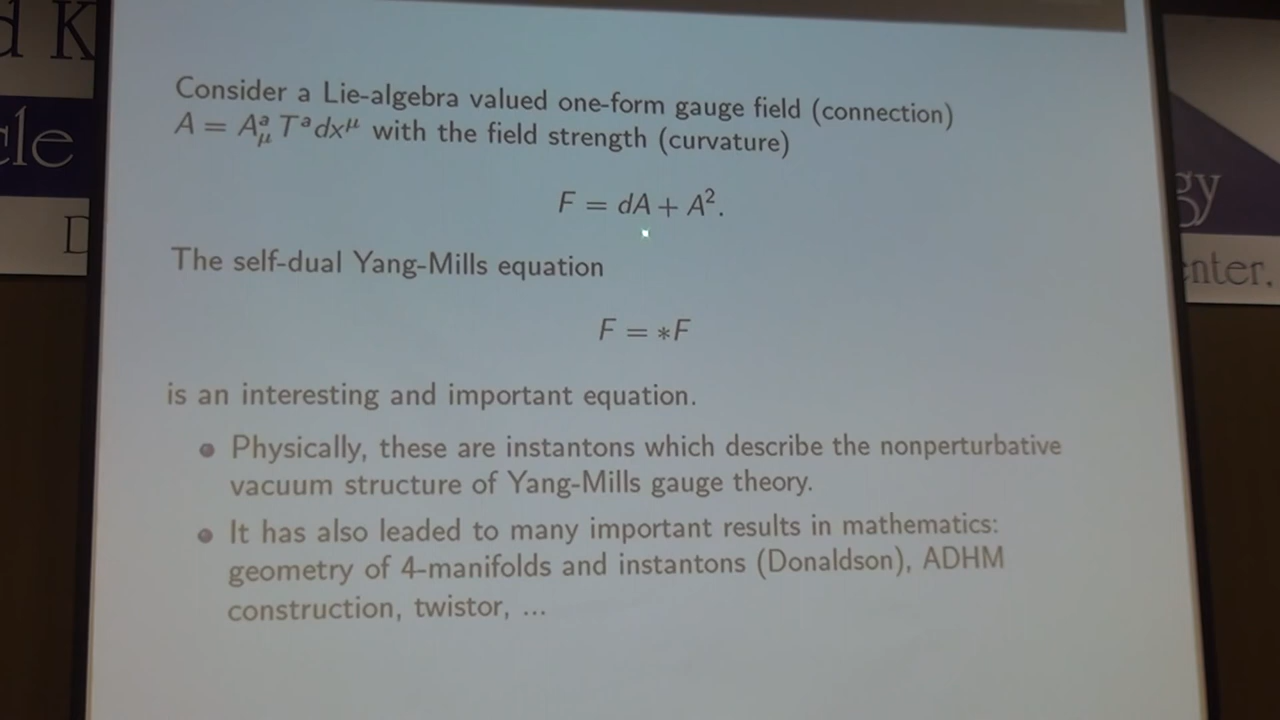 d K
cle
D
Consider a Lie-algebra valued one-form gauge field (connection)
A = A^a_μ T^a dx^μ with the field strength (curvature)
F = dA + A².
The self-dual Yang-Mills equation
F = ∗F
is an interesting and important equation.
Physically, these are instantons which describe the nonperturbative
vacuum structure of Yang-Mills gauge theory.
It has also leaded to many important results in mathematics:
geometry of 4-manifolds and instantons (Donaldson), ADHM
construction, twistor, ...
gy
enter,